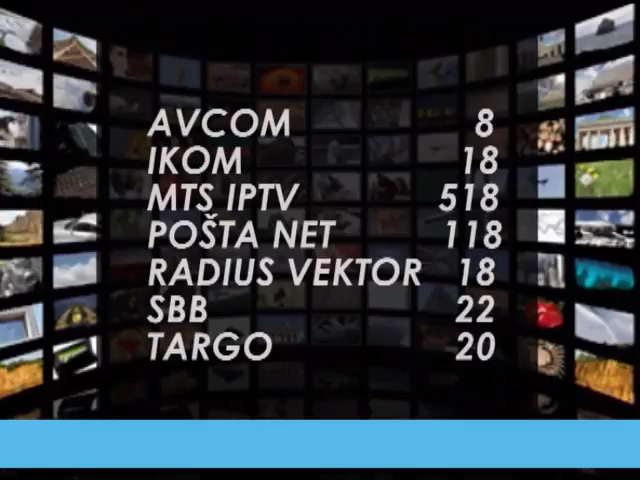 AVCOM 8
IKOM 18
MTS IPTV 518
POŠTA NET 118
RADIUS VEKTOR 18
SBB 22
TARGO 20